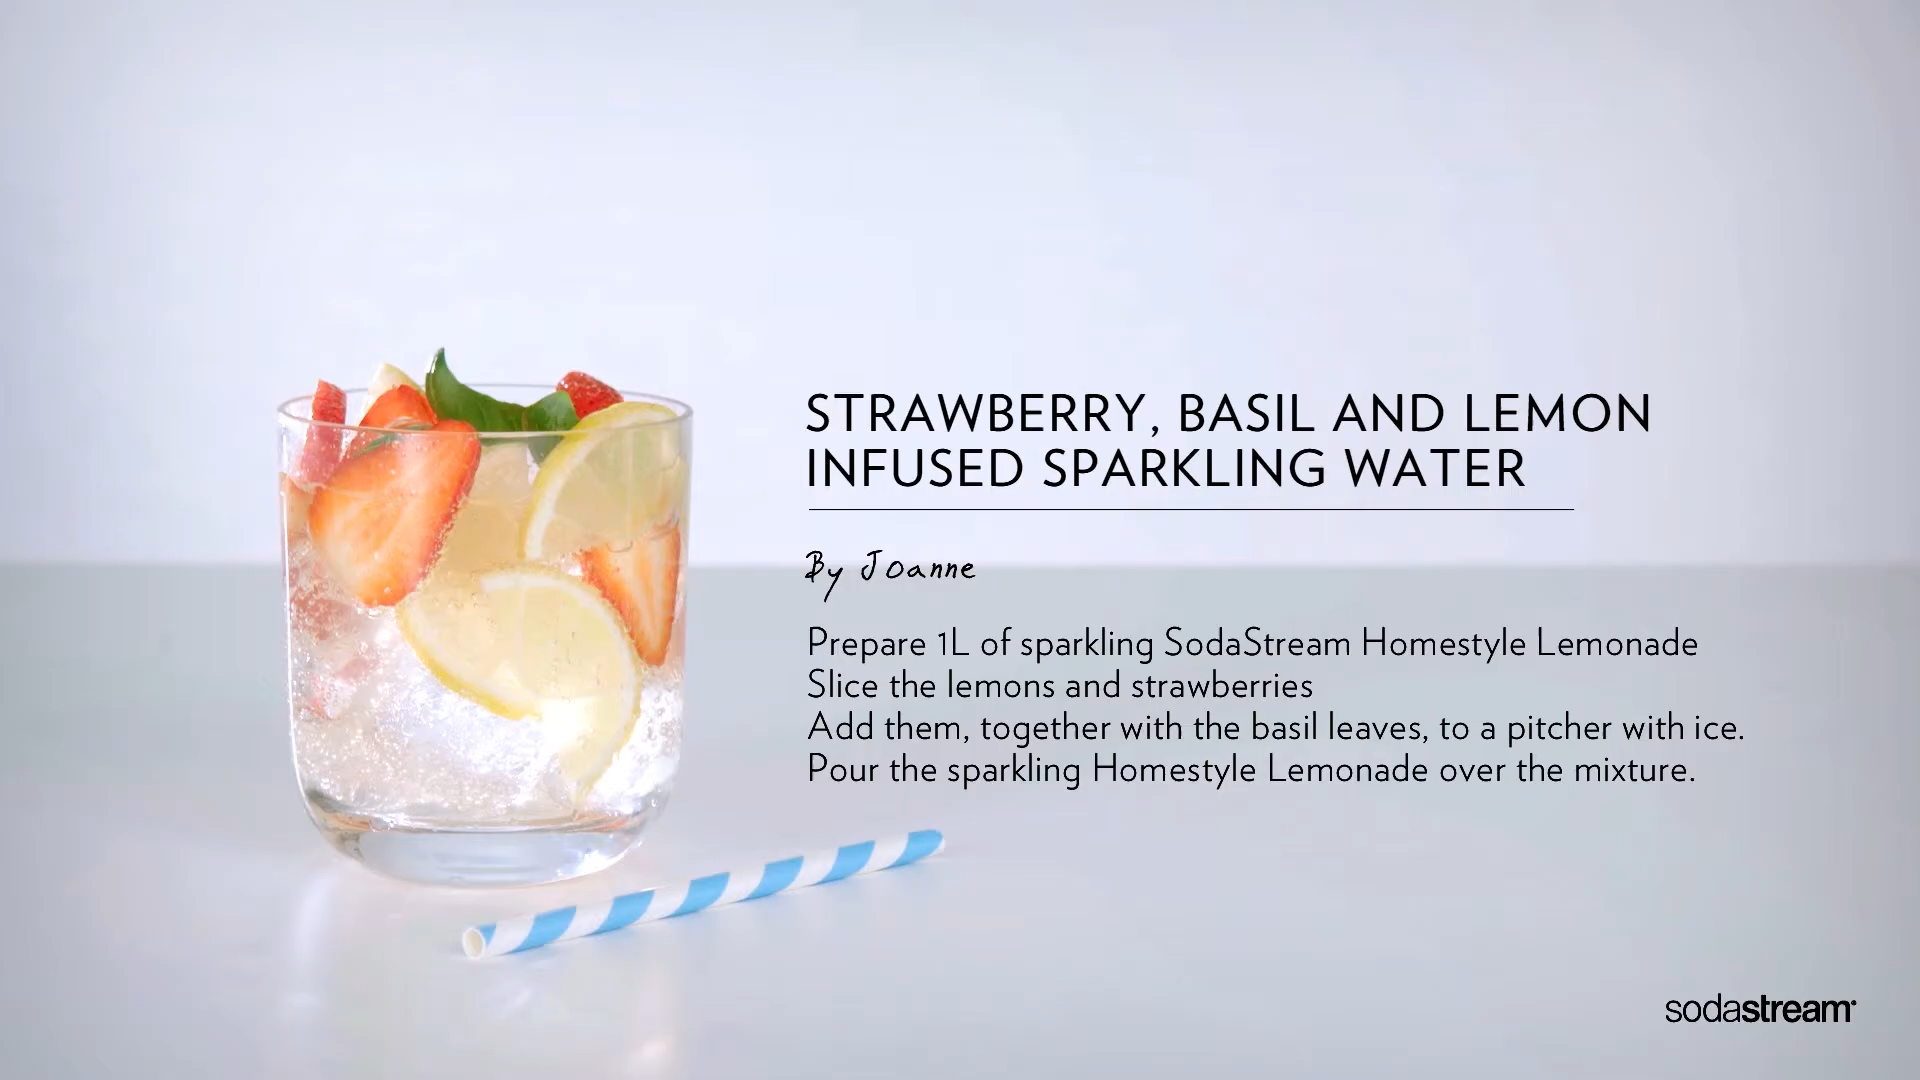 STRAWBERRY, BASIL AND LEMON
INFUSED SPARKLING WATER
By Joanne
Prepare 1L of sparkling SodaStream Homestyle Lemonade
Slice the lemons and strawberries
Add them, together with the basil leaves, to a pitcher with ice.
Pour the sparkling Homestyle Lemonade over the mixture.
sodastream